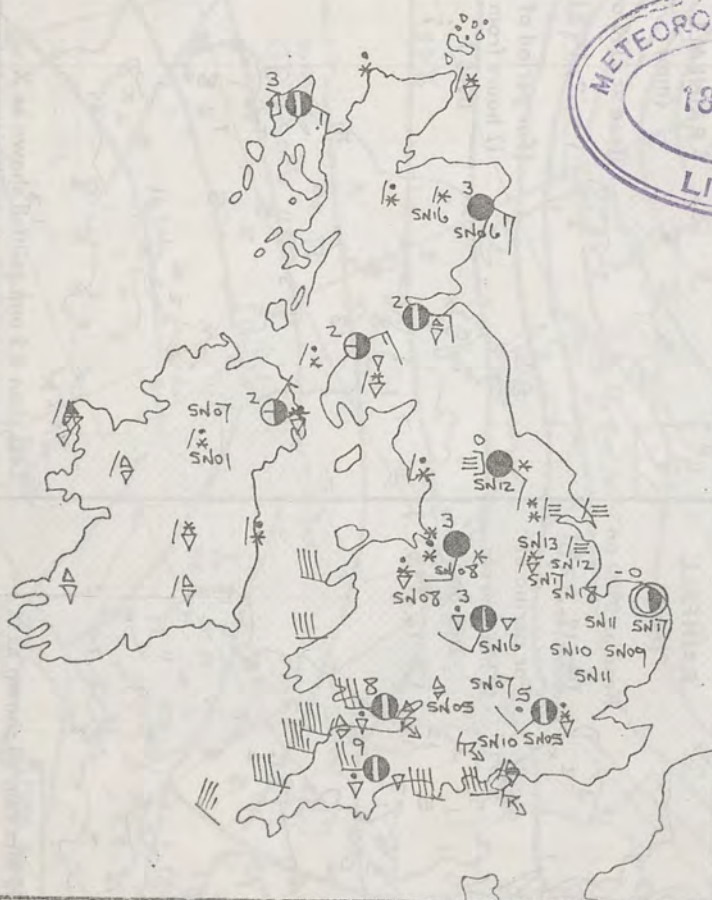 METEORO
18
LI
3
3
SN16
SN06
2
2
2
SN07
SN01
0
SN12
SN13
SN12
SN17
SN18
3
SN08
SN08
-0
SN11 SN17
3
SN16
SN10 SN09
SN11
8
SN05
SN07
5
SN10 SN05
9